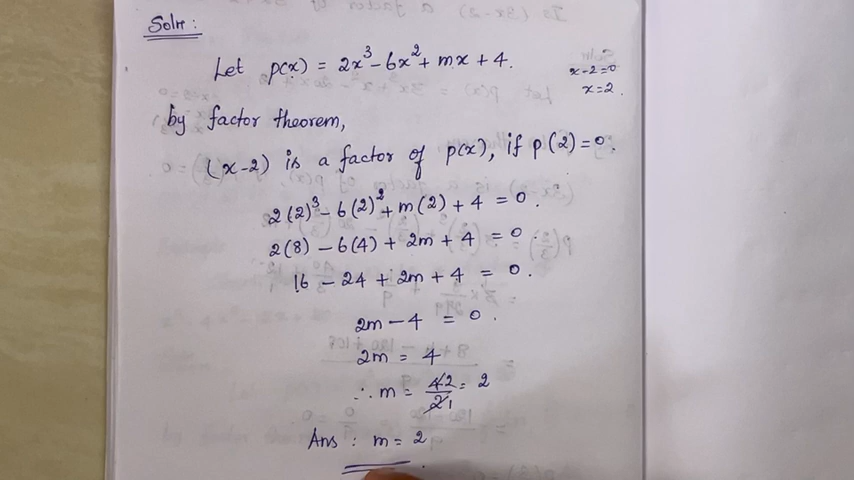 Soln:
Let p(x) = 2x³ - 6x² + mx + 4.
x-2=0
x=2.
by factor theorem,
(x-2) is a factor of p(x), if p(2)=0.
2(2)³ - 6(2)² + m(2) + 4 = 0.
2(8) - 6(4) + 2m + 4 = 0.
16 - 24 + 2m + 4 = 0.
2m - 4 = 0.
2m = 4
∴ m = 4̸2/2̸1 = 2
Ans : m = 2.